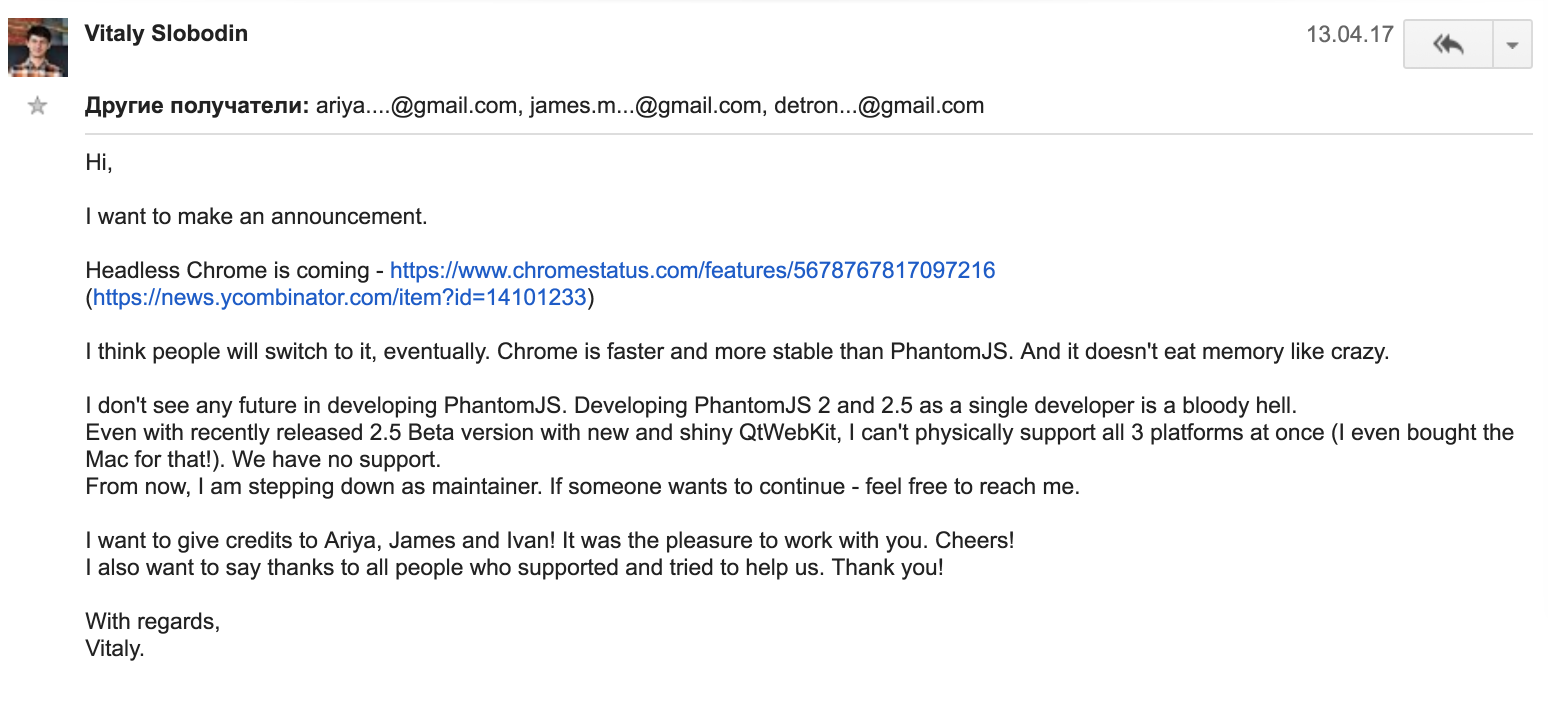 Vitaly Slobodin
13.04.17
Другие получатели: ariya....@gmail.com, james.m...@gmail.com, detron...@gmail.com
Hi,
I want to make an announcement.
Headless Chrome is coming - https://www.chromestatus.com/features/5678767817097216
(https://news.ycombinator.com/item?id=14101233)
I think people will switch to it, eventually. Chrome is faster and more stable than PhantomJS. And it doesn't eat memory like crazy.
I don't see any future in developing PhantomJS. Developing PhantomJS 2 and 2.5 as a single developer is a bloody hell.
Even with recently released 2.5 Beta version with new and shiny QtWebKit, I can't physically support all 3 platforms at once (I even bought the
Mac for that!). We have no support.
From now, I am stepping down as maintainer. If someone wants to continue - feel free to reach me.
I want to give credits to Ariya, James and Ivan! It was the pleasure to work with you. Cheers!
I also want to say thanks to all people who supported and tried to help us. Thank you!
With regards,
Vitaly.